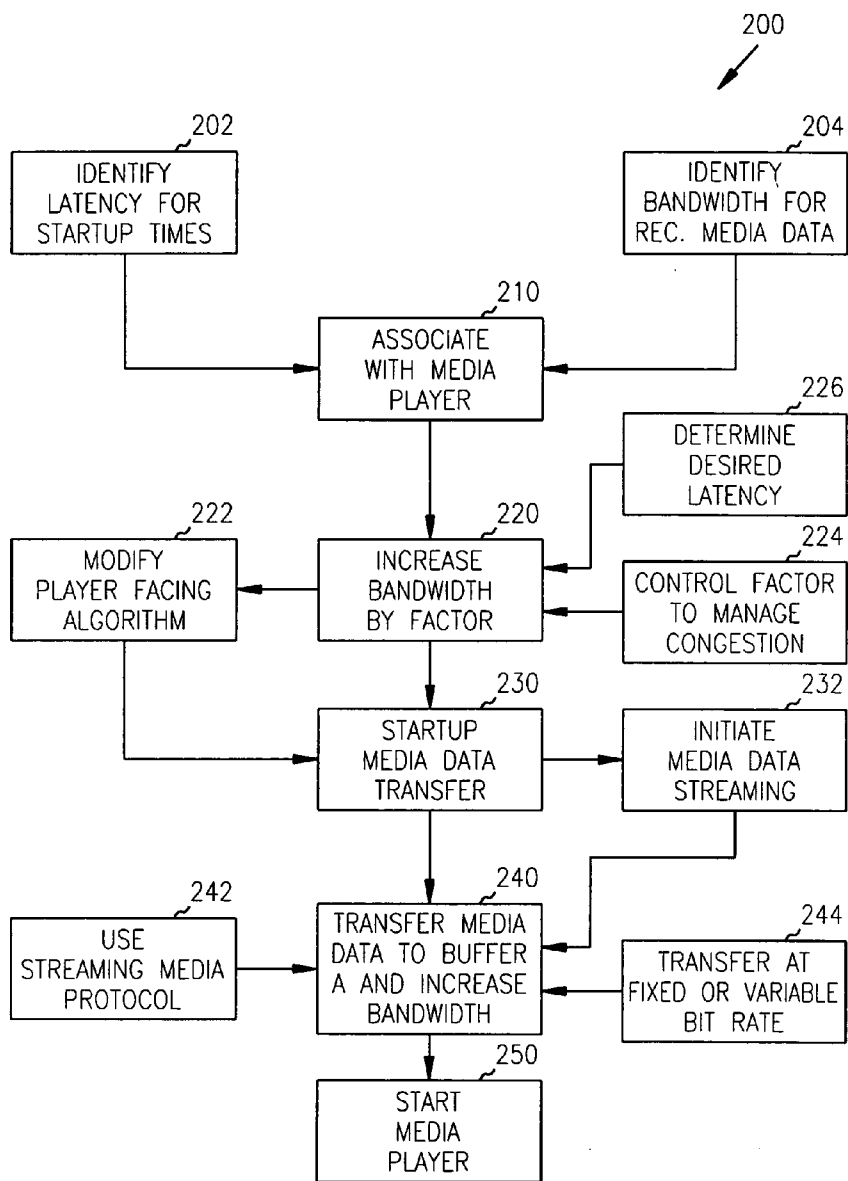 200
202
IDENTIFY
LATENCY FOR
STARTUP TIMES
204
IDENTIFY
BANDWIDTH FOR
REC. MEDIA DATA
210
ASSOCIATE
WITH MEDIA
PLAYER
226
DETERMINE
DESIRED
LATENCY
222
MODIFY
PLAYER FACING
ALGORITHM
220
INCREASE
BANDWIDTH
BY FACTOR
224
CONTROL FACTOR
TO MANAGE
CONGESTION
230
STARTUP
MEDIA DATA
TRANSFER
232
INITIATE
MEDIA DATA
STREAMING
242
USE
STREAMING MEDIA
PROTOCOL
240
TRANSFER MEDIA
DATA TO BUFFER
A AND INCREASE
BANDWIDTH
244
TRANSFER AT
FIXED OR VARIABLE
BIT RATE
250
START
MEDIA
PLAYER